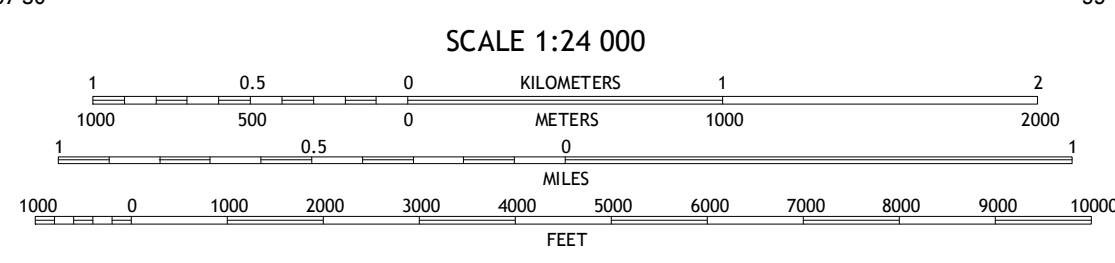 SCALE 1:24 000
1 0.5 0 KILOMETERS 1 2
1000 500 0 METERS 1000 2000
1 0.5 0 1
MILES
1000 0 1000 2000 3000 4000 5000 6000 7000 8000 9000 10000
FEET